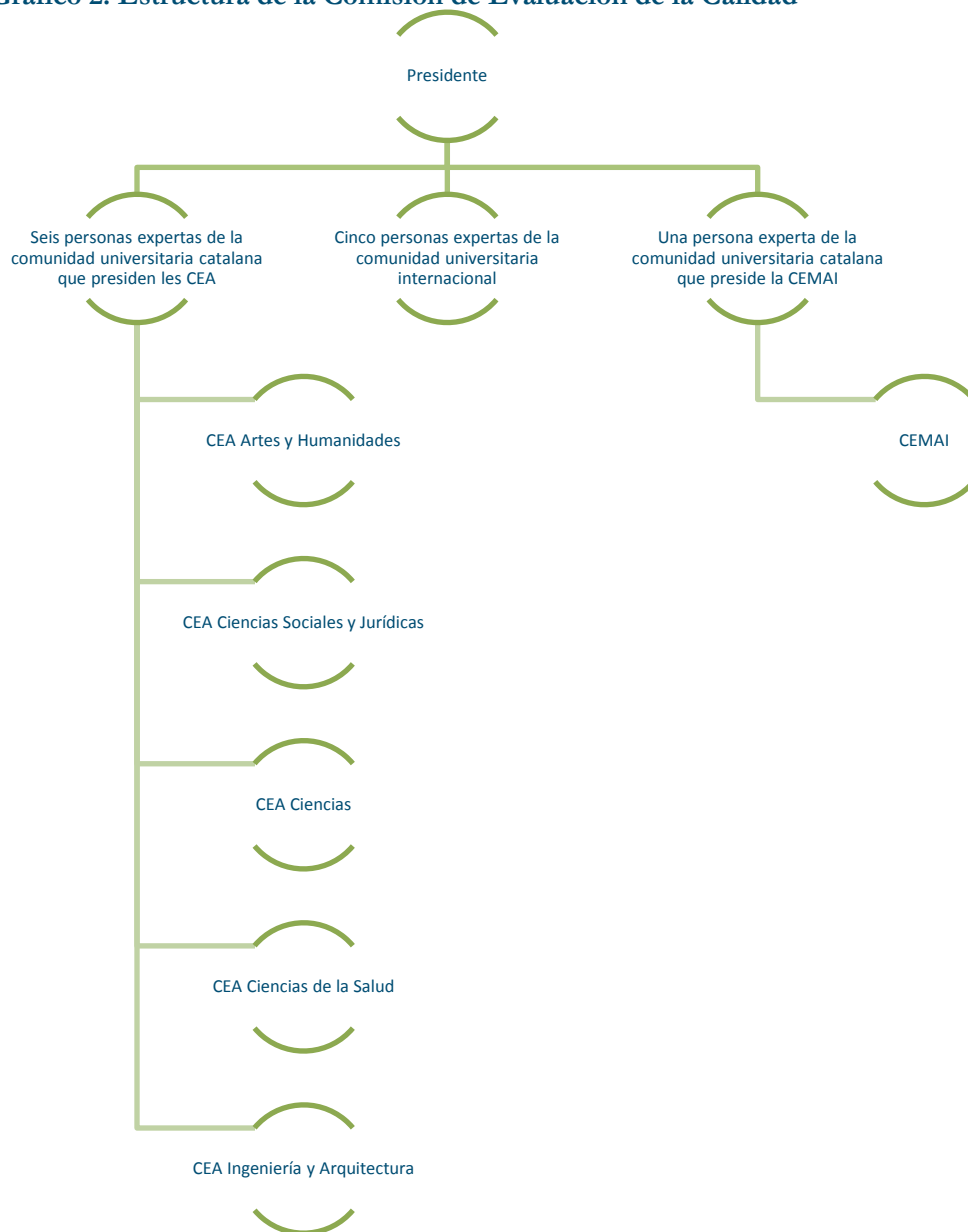 Gráfico 2. Estructura de la Comisión de Evaluación de la Calidad
Presidente
Seis personas expertas de la
comunidad universitaria catalana
que presiden les CEA
Cinco personas expertas de la
comunidad universitaria
internacional
Una persona experta de la
comunidad universitaria catalana
que preside la CEMAI
CEA Artes y Humanidades
CEMAI
CEA Ciencias Sociales y Jurídicas
CEA Ciencias
CEA Ciencias de la Salud
CEA Ingeniería y Arquitectura